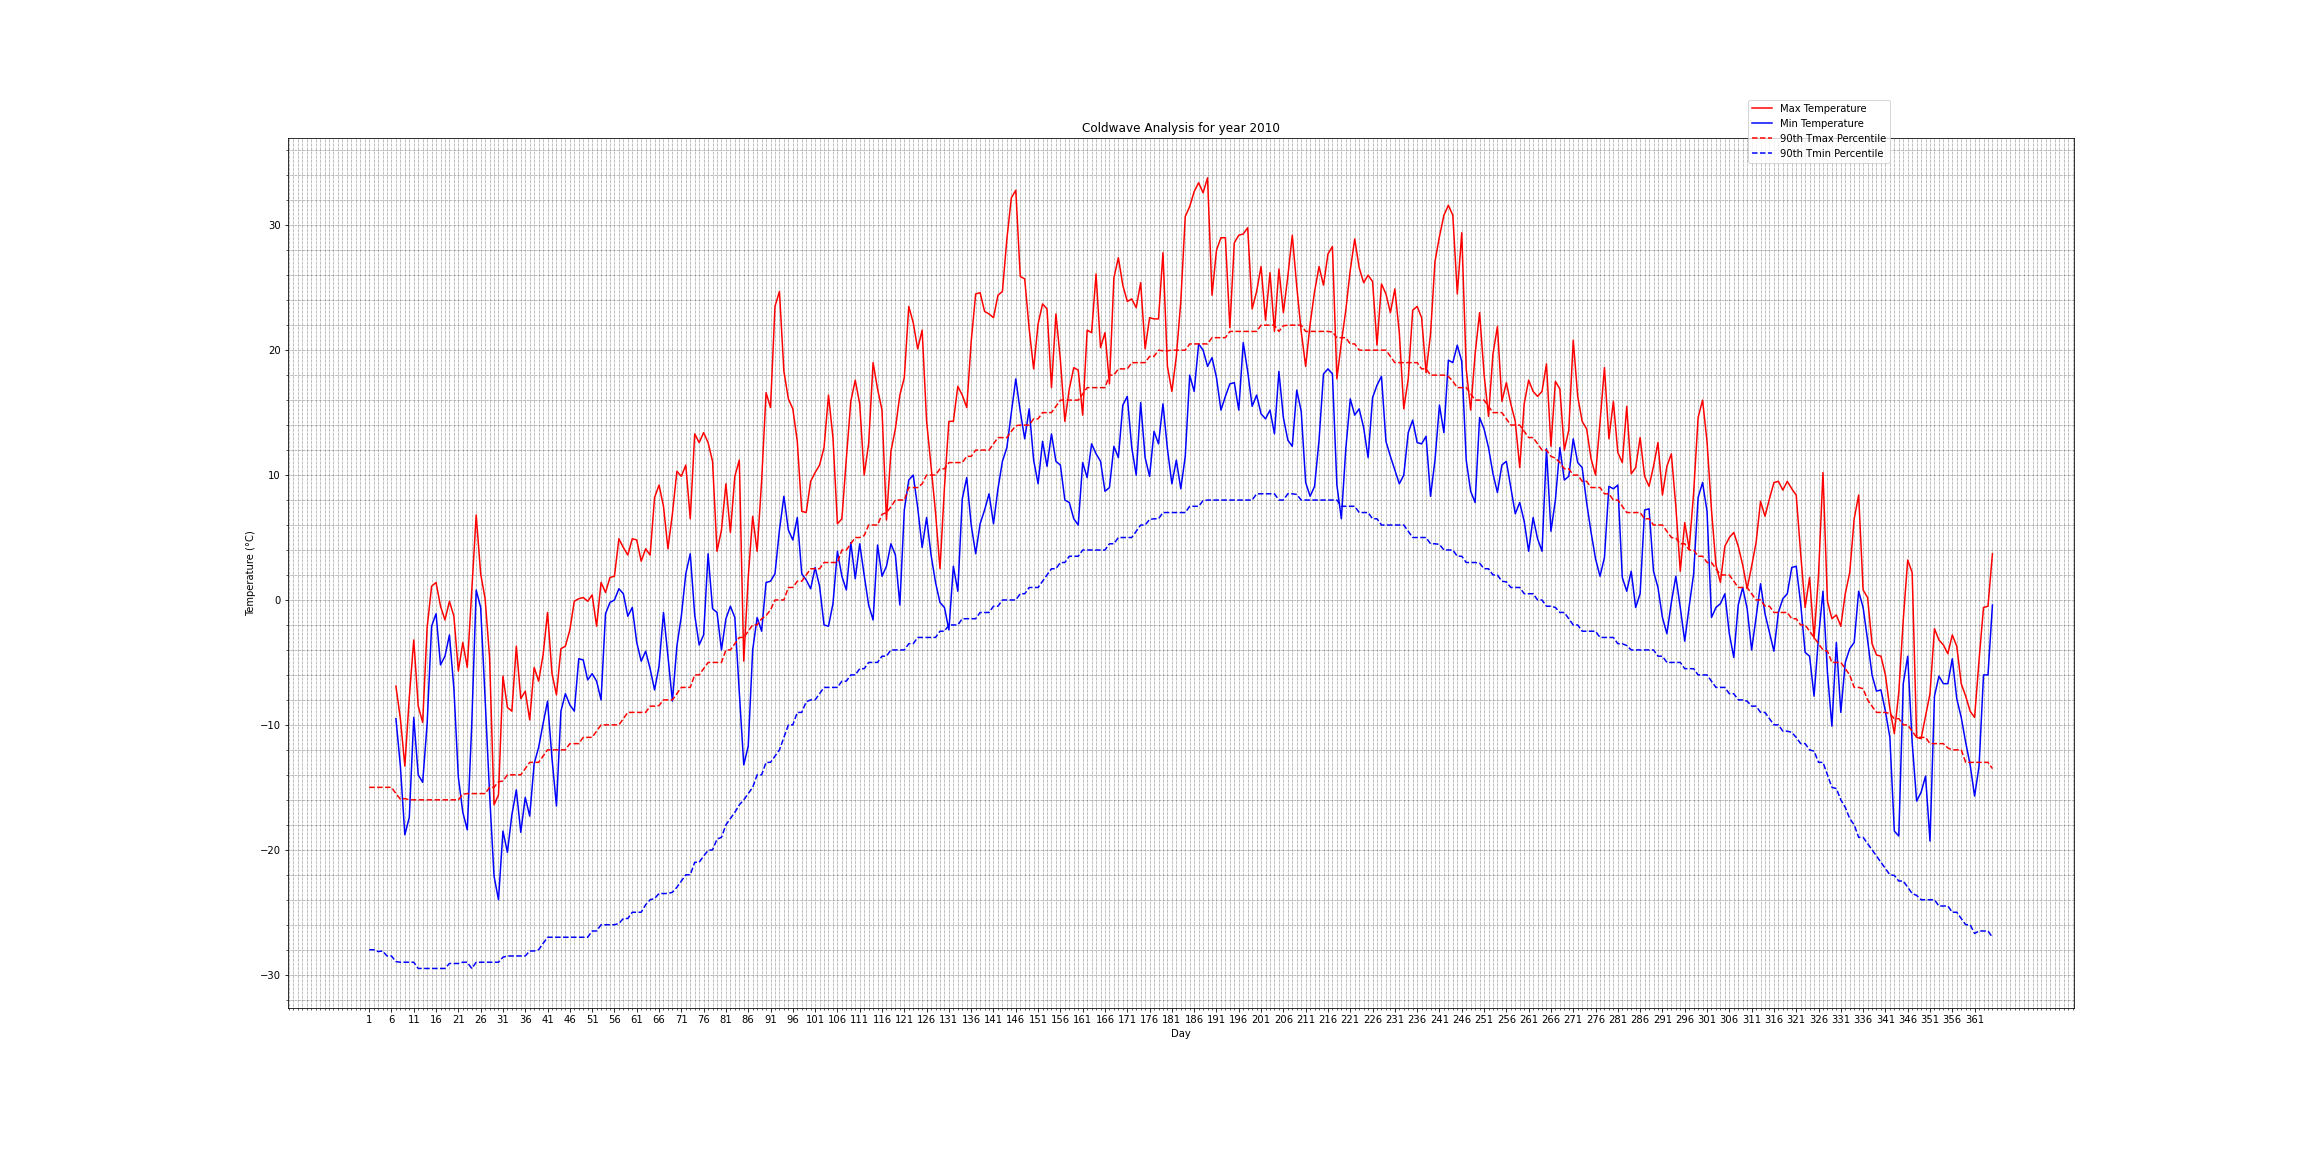 Max Temperature
Min Temperature
90th Tmax Percentile
90th Tmin Percentile
Coldwave Analysis for year 2010
Temperature (°C)
30
20
10
0
−10
−20
−30
1 6 11 16 21 26 31 36 41 46 51 56 61 66 71 76 81 86 91 96 101 106 111 116 121 126 131 136 141 146 151 156 161 166 171 176 181 186 191 196 201 206 211 216 221 226 231 236 241 246 251 256 261 266 271 276 281 286 291 296 301 306 311 316 321 326 331 336 341 346 351 356 361
Day